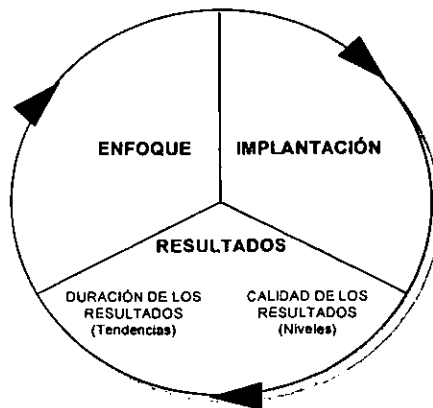 ENFOQUE
IMPLANTACIÓN
RESULTADOS
DURACIÓN DE LOS
RESULTADOS
(Tendencias)
CALIDAD DE LOS
RESULTADOS
(Niveles)